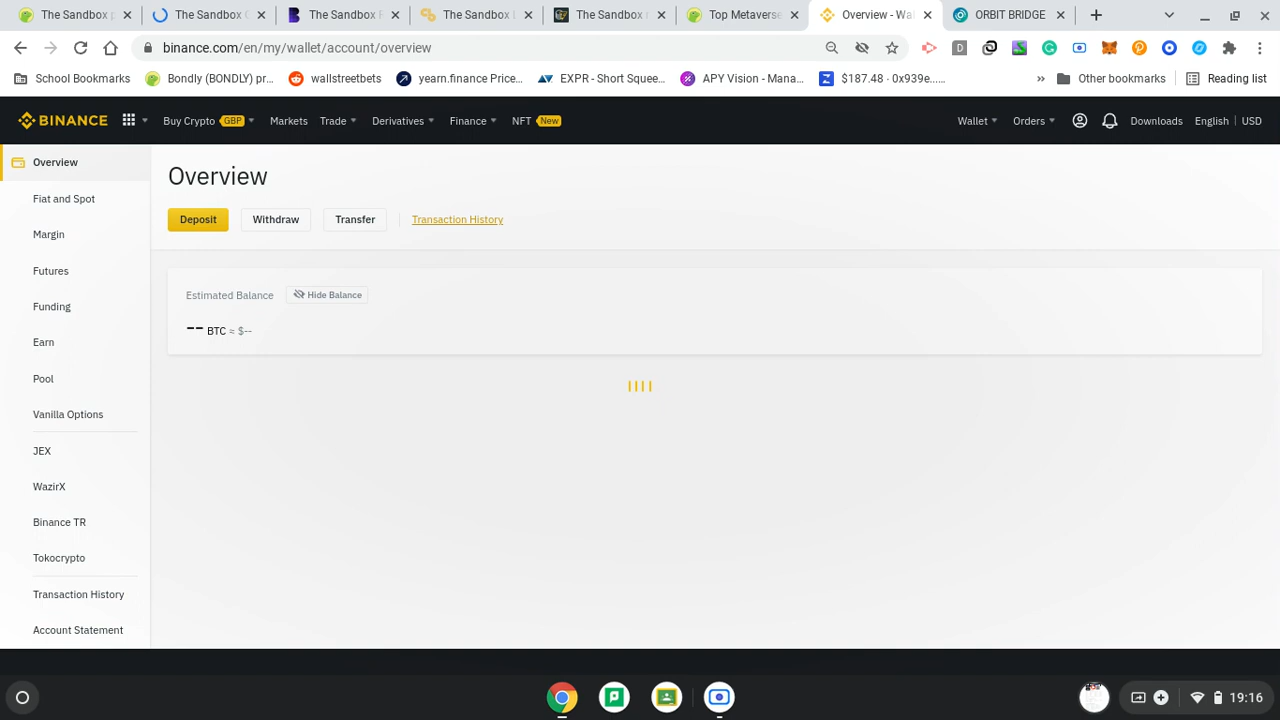 The Sandbox p
The Sandbox
The Sandbox
The Sandbox
The Sandbox
Top Metaverse
Overview - Wa
ORBIT BRIDGE
binance.com/en/my/wallet/account/overview
School Bookmarks
Bondly (BONDLY) pr...
wallstreetbets
yearn.finance Price...
EXPR - Short Squee...
APY Vision - Mana...
$187.48 · 0x939e......
»
Other bookmarks
Reading list
BINANCE
Buy Crypto GBP
Markets
Trade
Derivatives
Finance
NFT New
Wallet
Orders
Downloads
English | USD
Overview
Fiat and Spot
Margin
Futures
Funding
Earn
Pool
Vanilla Options
JEX
WazirX
Binance TR
Tokocrypto
Transaction History
Account Statement
Overview
Deposit
Withdraw
Transfer
Transaction History
Estimated Balance
Hide Balance
-- BTC ≈ $--
19:16